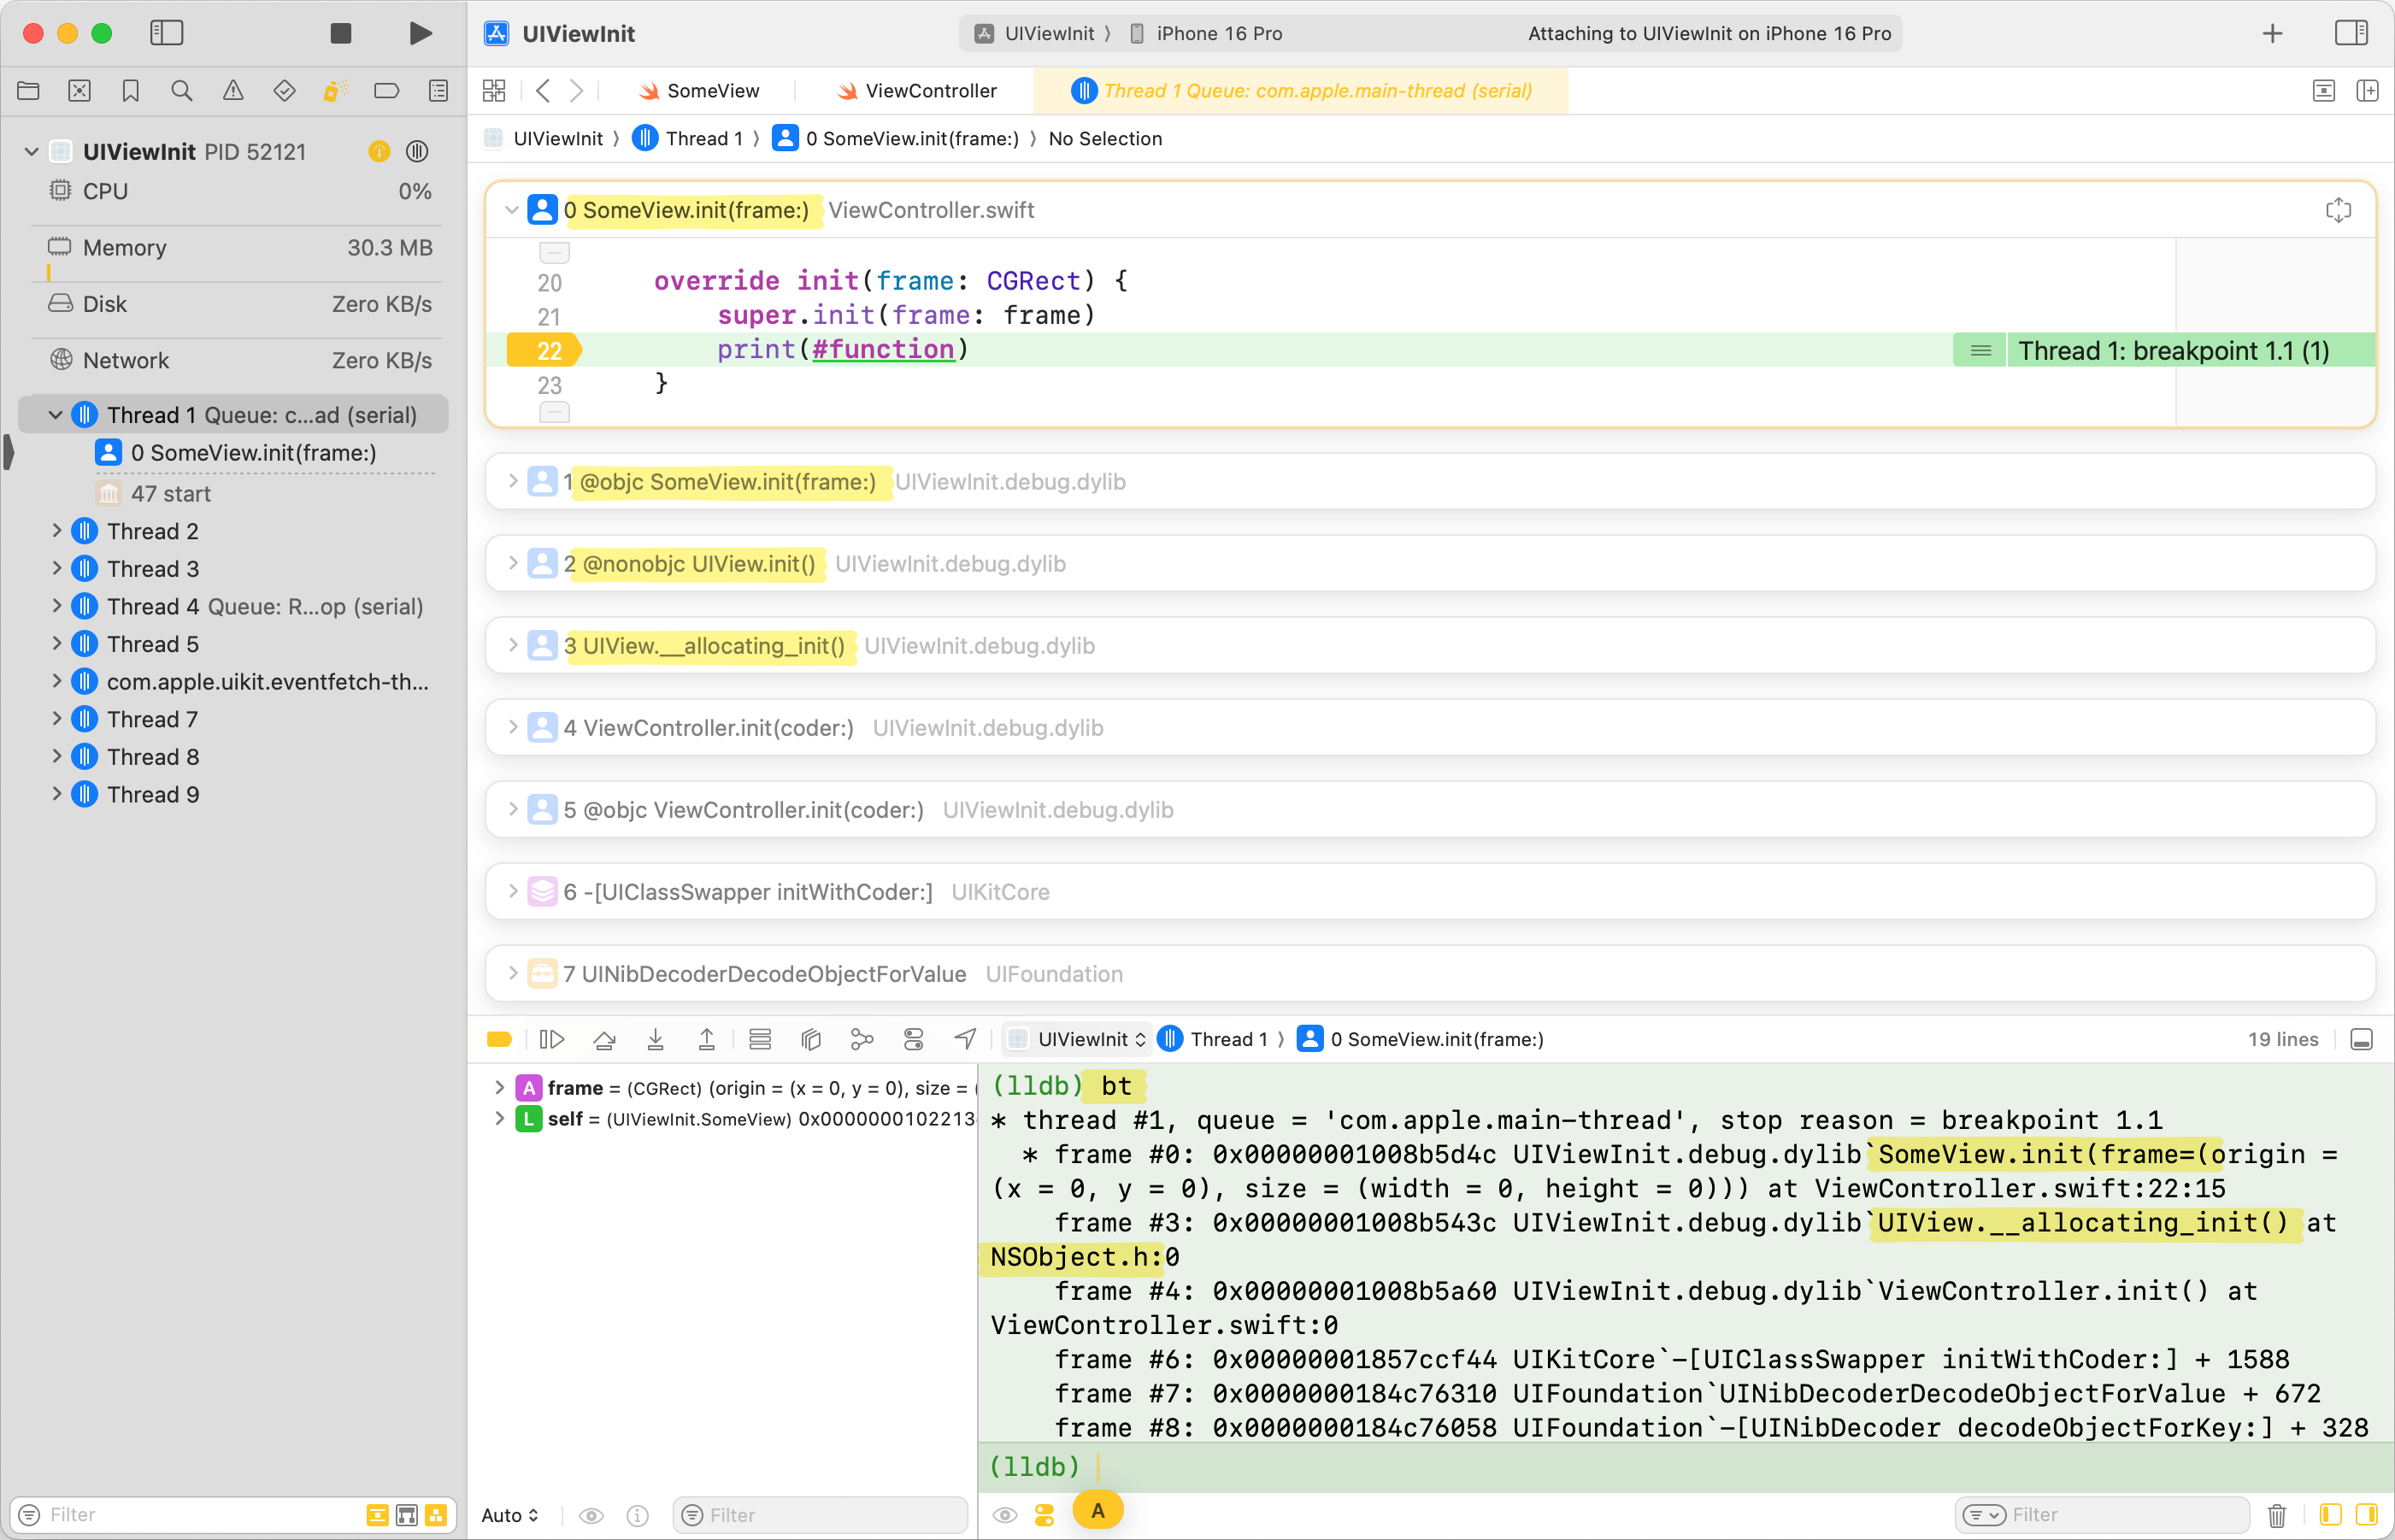 UIViewInit
UIViewInit ⟩ iPhone 16 Pro
Attaching to UIViewInit on iPhone 16 Pro
SomeView
ViewController
Thread 1 Queue: com.apple.main-thread (serial)
UIViewInit ⟩ Thread 1 ⟩ 0 SomeView.init(frame:) ⟩ No Selection
UIViewInit PID 52121
CPU 0%
Memory 30.3 MB
Disk Zero KB/s
Network Zero KB/s
Thread 1 Queue: c...ad (serial)
0 SomeView.init(frame:)
47 start
Thread 2
Thread 3
Thread 4 Queue: R...op (serial)
Thread 5
com.apple.uikit.eventfetch-th...
Thread 7
Thread 8
Thread 9
Filter
0 SomeView.init(frame:) ViewController.swift
20 override init(frame: CGRect) {
21 super.init(frame: frame)
22 print(#function)
Thread 1: breakpoint 1.1 (1)
23 }
1 @objc SomeView.init(frame:) UIViewInit.debug.dylib
2 @nonobjc UIView.init() UIViewInit.debug.dylib
3 UIView.__allocating_init() UIViewInit.debug.dylib
4 ViewController.init(coder:) UIViewInit.debug.dylib
5 @objc ViewController.init(coder:) UIViewInit.debug.dylib
6 -[UIClassSwapper initWithCoder:] UIKitCore
7 UINibDecoderDecodeObjectForValue UIFoundation
UIViewInit Thread 1 ⟩ 0 SomeView.init(frame:)
19 lines
A frame = (CGRect) (origin = (x = 0, y = 0), size = (
L self = (UIViewInit.SomeView) 0x0000000102213
Auto
Filter
(lldb) bt
* thread #1, queue = 'com.apple.main-thread', stop reason = breakpoint 1.1
* frame #0: 0x00000001008b5d4c UIViewInit.debug.dylib`SomeView.init(frame=(origin =
(x = 0, y = 0), size = (width = 0, height = 0))) at ViewController.swift:22:15
frame #3: 0x00000001008b543c UIViewInit.debug.dylib`UIView.__allocating_init() at
NSObject.h:0
frame #4: 0x00000001008b5a60 UIViewInit.debug.dylib`ViewController.init() at
ViewController.swift:0
frame #6: 0x00000001857ccf44 UIKitCore`-[UIClassSwapper initWithCoder:] + 1588
frame #7: 0x0000000184c76310 UIFoundation`UINibDecoderDecodeObjectForValue + 672
frame #8: 0x0000000184c76058 UIFoundation`-[UINibDecoder decodeObjectForKey:] + 328
(lldb)
A
Filter